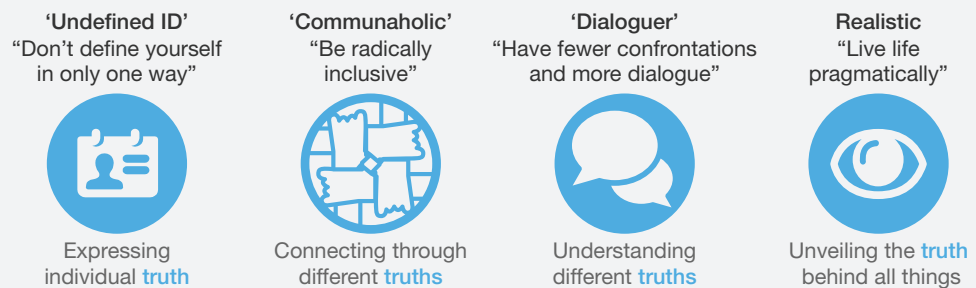 ‘Undefined ID’
“Don’t define yourself
in only one way”
Expressing
individual truth
‘Communaholic’
“Be radically
inclusive”
Connecting through
different truths
‘Dialoguer’
“Have fewer confrontations
and more dialogue”
Understanding
different truths
Realistic
“Live life
pragmatically”
Unveiling the truth
behind all things